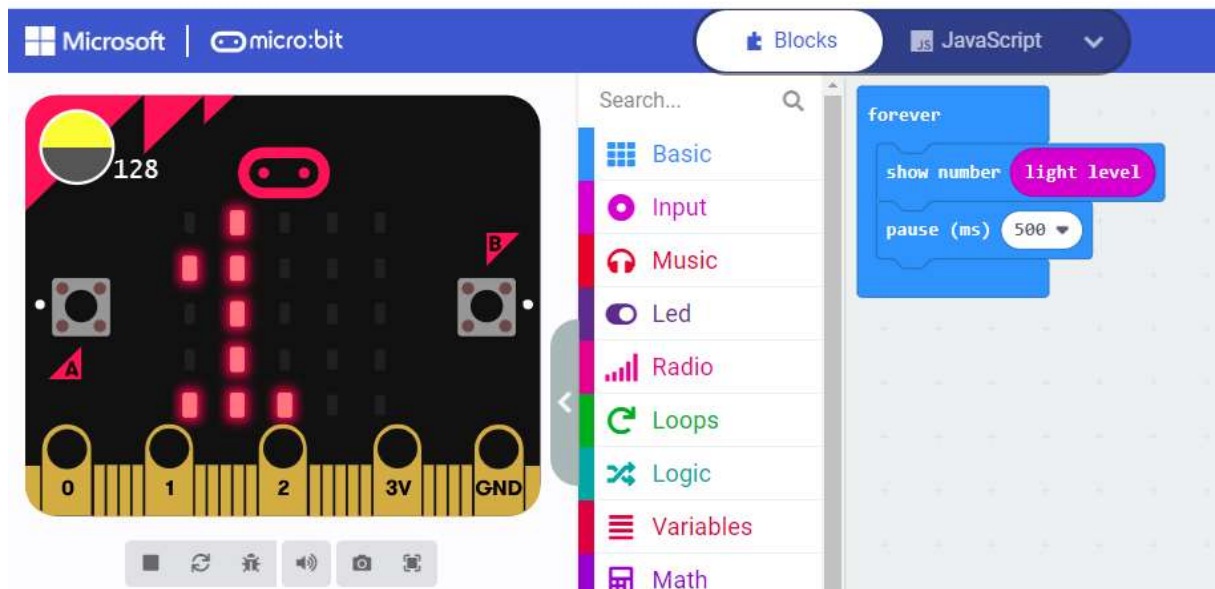 Microsoft micro:bit Blocks JS JavaScript
128
B
A
0 1 2 3V GND
Search...
Basic
Input
Music
Led
Radio
Loops
Logic
Variables
Math
forever
show number light level
pause (ms) 500